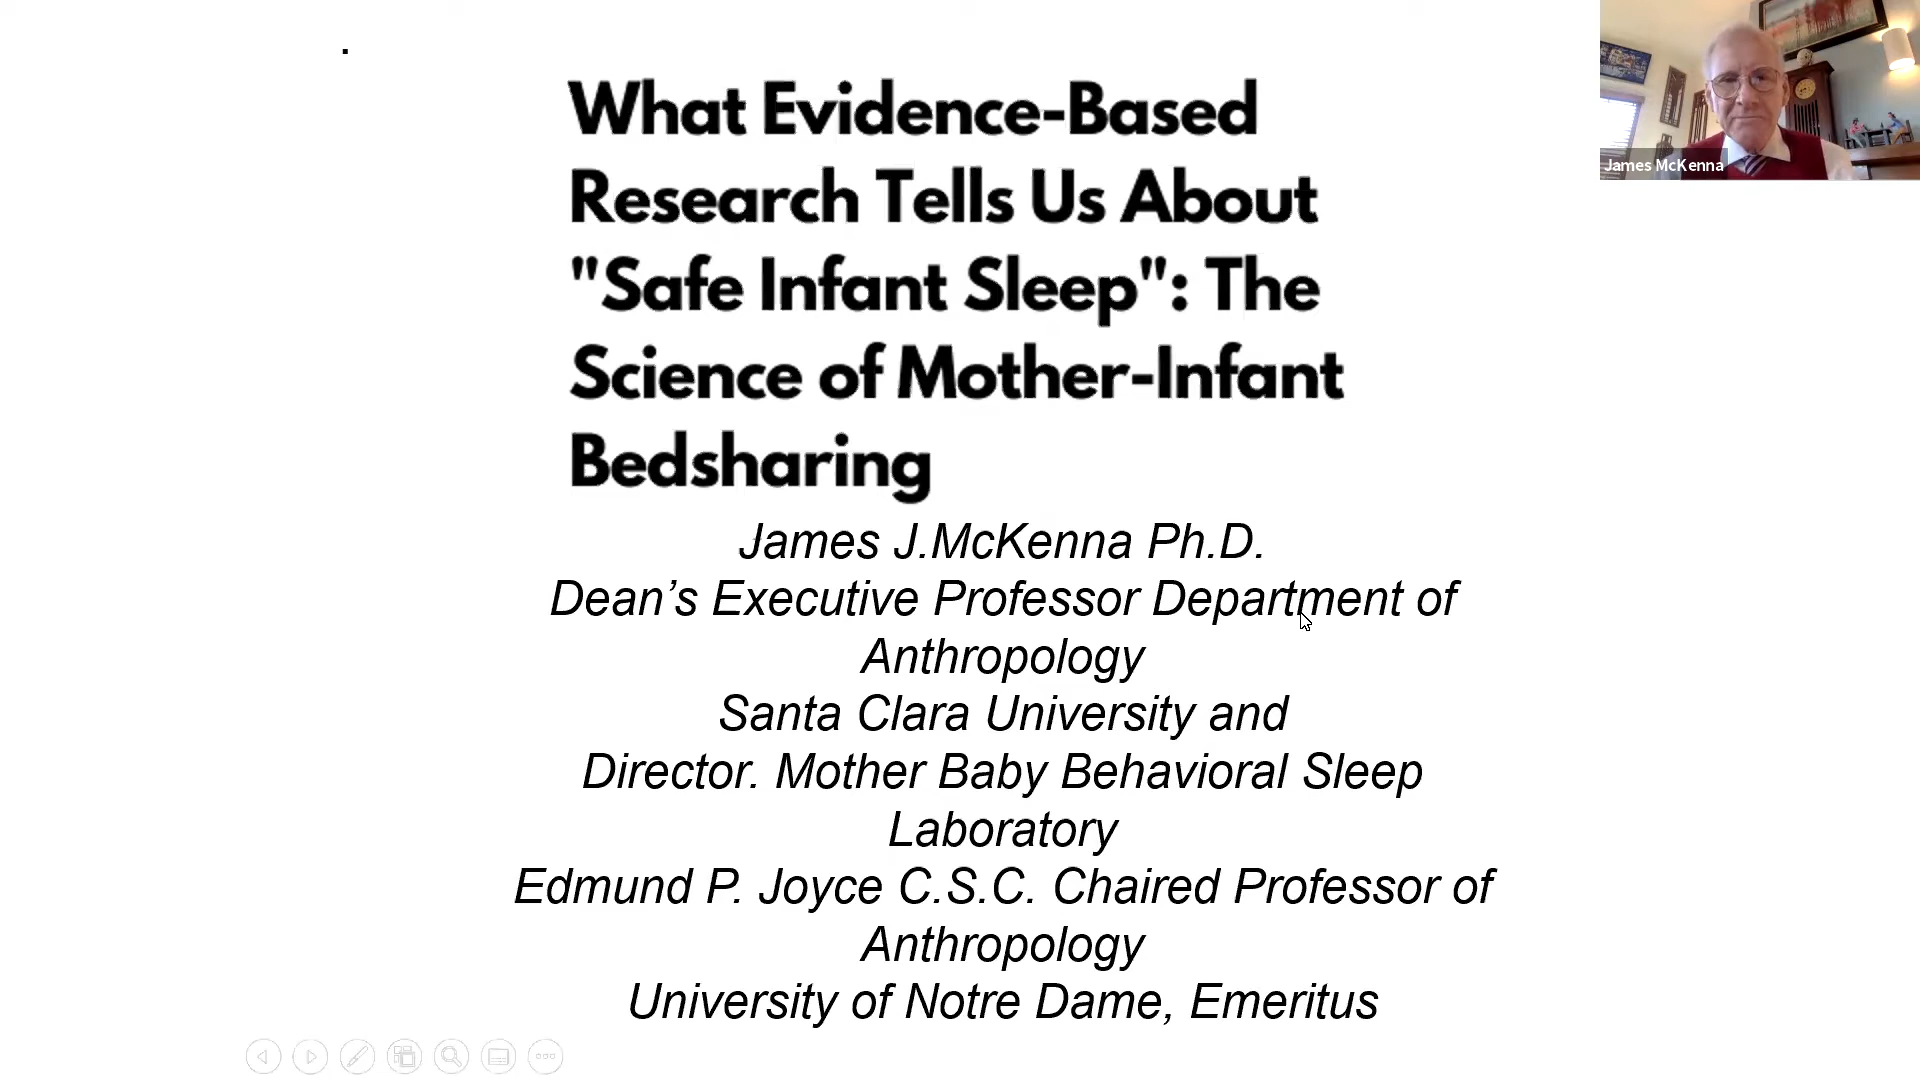 What Evidence-Based
Research Tells Us About
"Safe Infant Sleep": The
Science of Mother-Infant
Bedsharing
James J.McKenna Ph.D.
Dean’s Executive Professor Department of
Anthropology
Santa Clara University and
Director. Mother Baby Behavioral Sleep
Laboratory
Edmund P. Joyce C.S.C. Chaired Professor of
Anthropology
University of Notre Dame, Emeritus
James McKenna